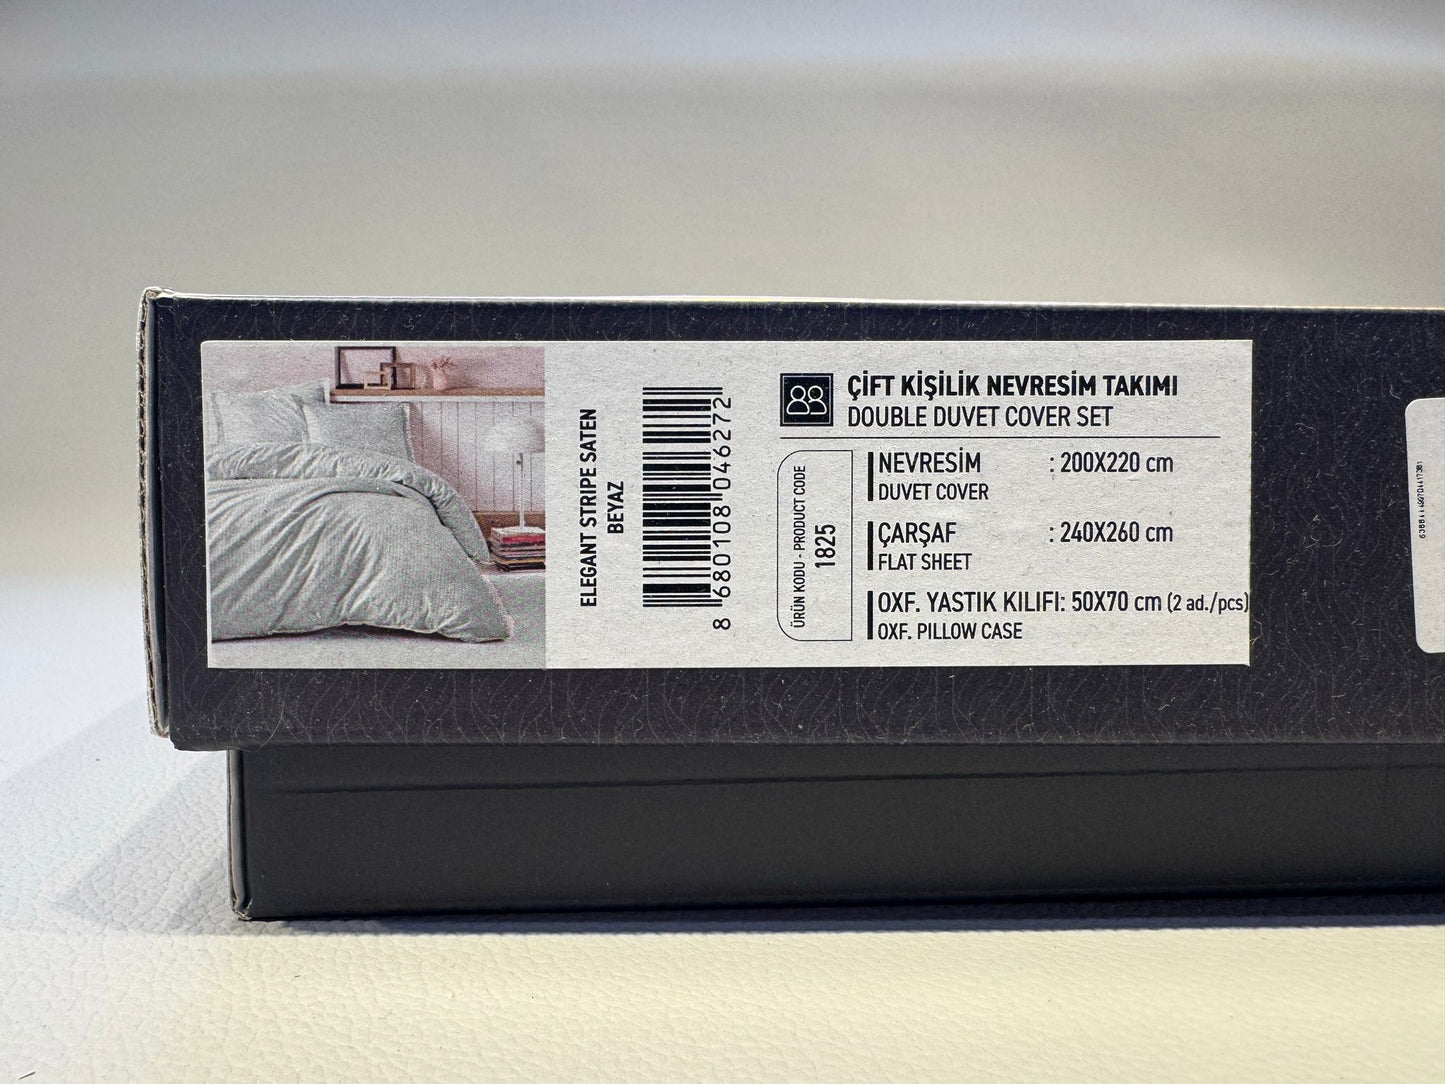 ELEGANT STRIPE SATEN
BEYAZ
8 680108 046272
ÇİFT KİŞİLİK NEVRESİM TAKIMI
DOUBLE DUVET COVER SET
ÜRÜN KODU - PRODUCT CODE
1825
NEVRESİM : 200X220 cm
DUVET COVER
ÇARŞAF : 240X260 cm
FLAT SHEET
OXF. YASTIK KILIFI: 50X70 cm (2 ad./pcs)
OXF. PILLOW CASE